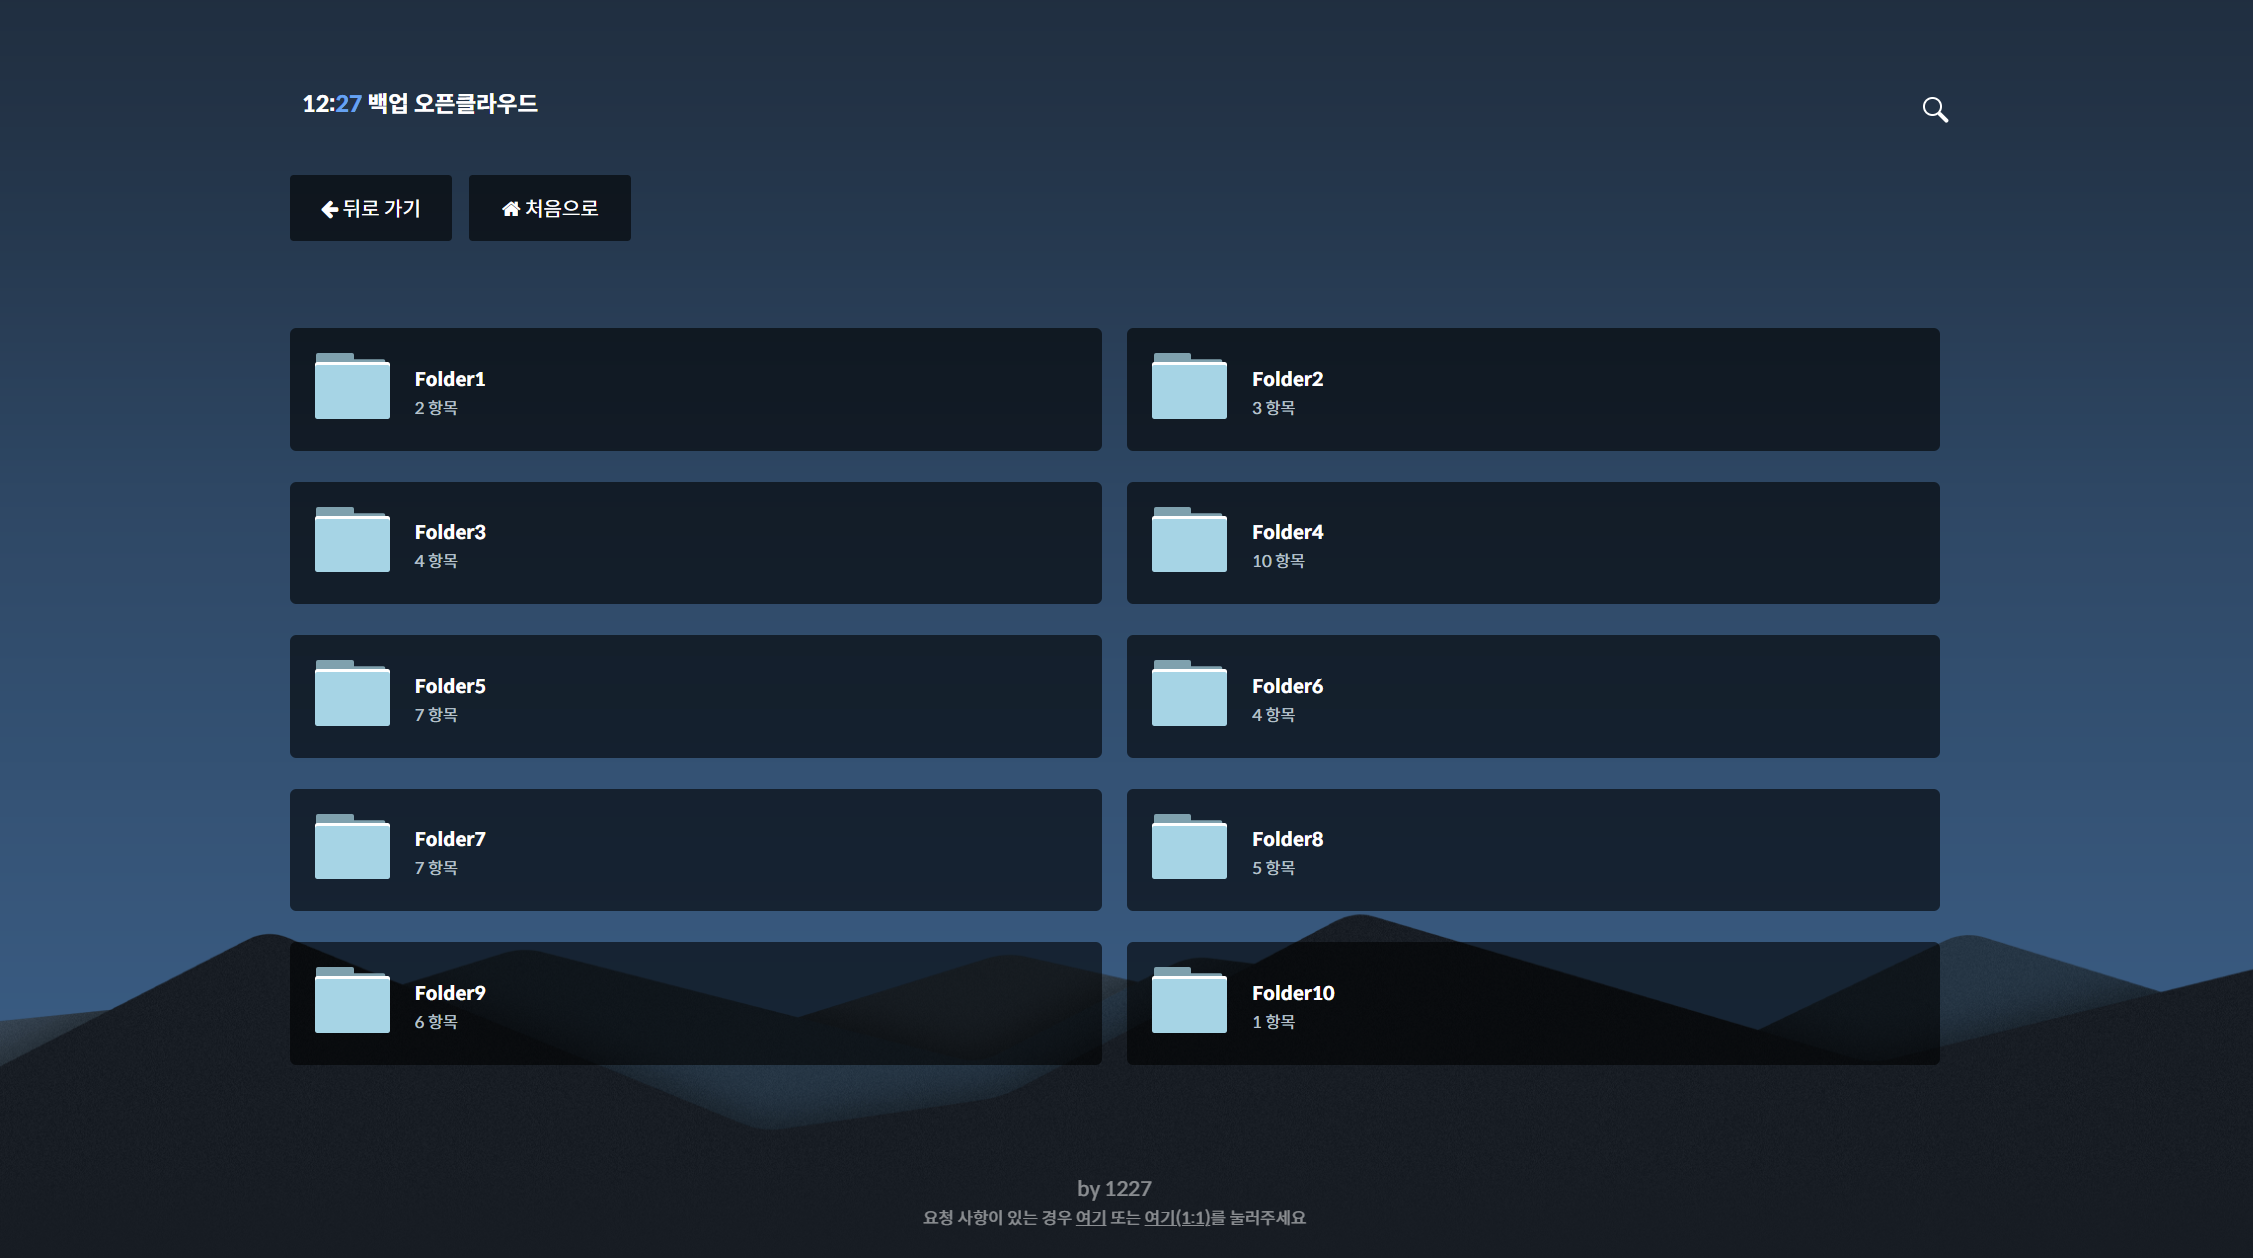 12:27 백업 오픈클라우드
뒤로 가기
처음으로
Folder1
2 항목
Folder2
3 항목
Folder3
4 항목
Folder4
10 항목
Folder5
7 항목
Folder6
4 항목
Folder7
7 항목
Folder8
5 항목
Folder9
6 항목
Folder10
1 항목
by 1227
요청 사항이 있는 경우 여기 또는 여기(1:1)를 눌러주세요